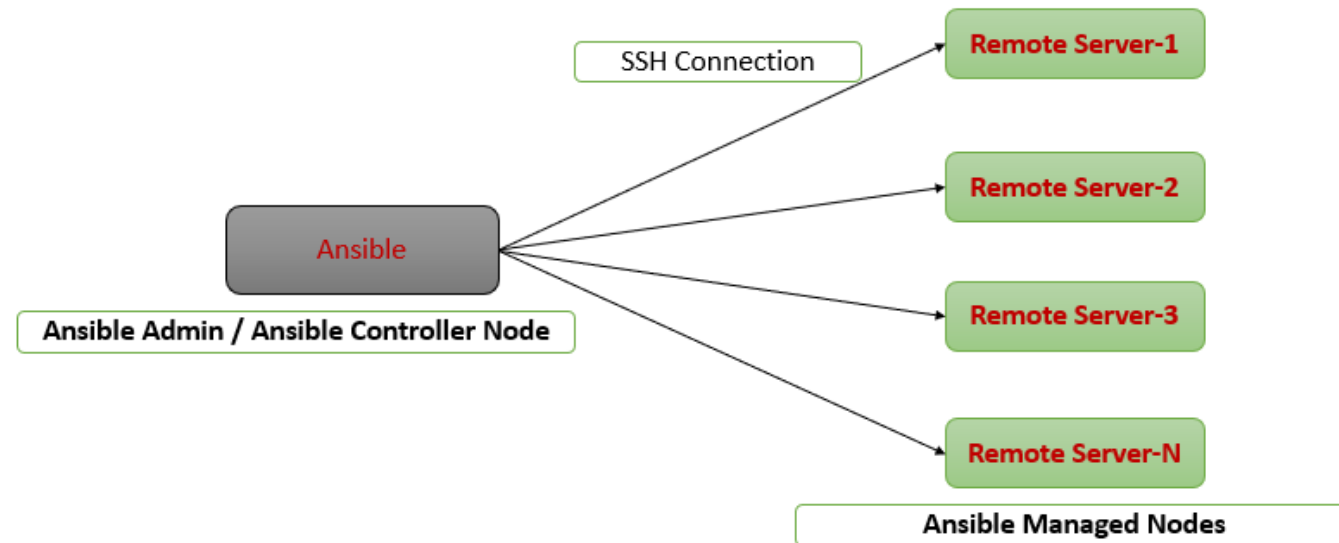 Remote Server-1
SSH Connection
Remote Server-2
Ansible
Remote Server-3
Ansible Admin / Ansible Controller Node
Remote Server-N
Ansible Managed Nodes